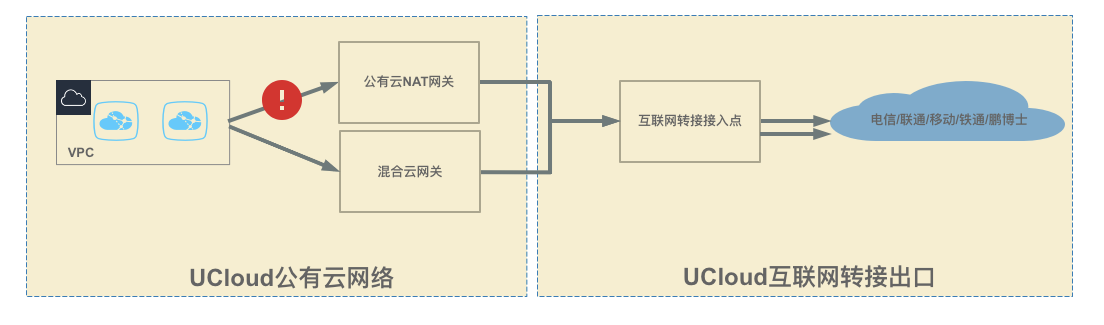 VPC
!
公有云NAT网关
混合云网关
互联网转接接入点
电信/联通/移动/铁通/鹏博士
UCloud公有云网络
UCloud互联网转接出口